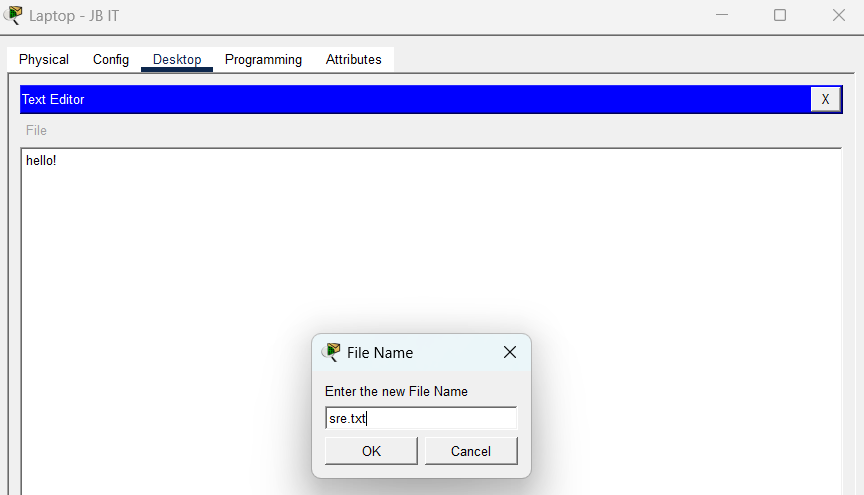 Laptop - JB IT
Physical Config Desktop Programming Attributes
Text Editor X
File
hello!
File Name
Enter the new File Name
sre.txt
OK Cancel